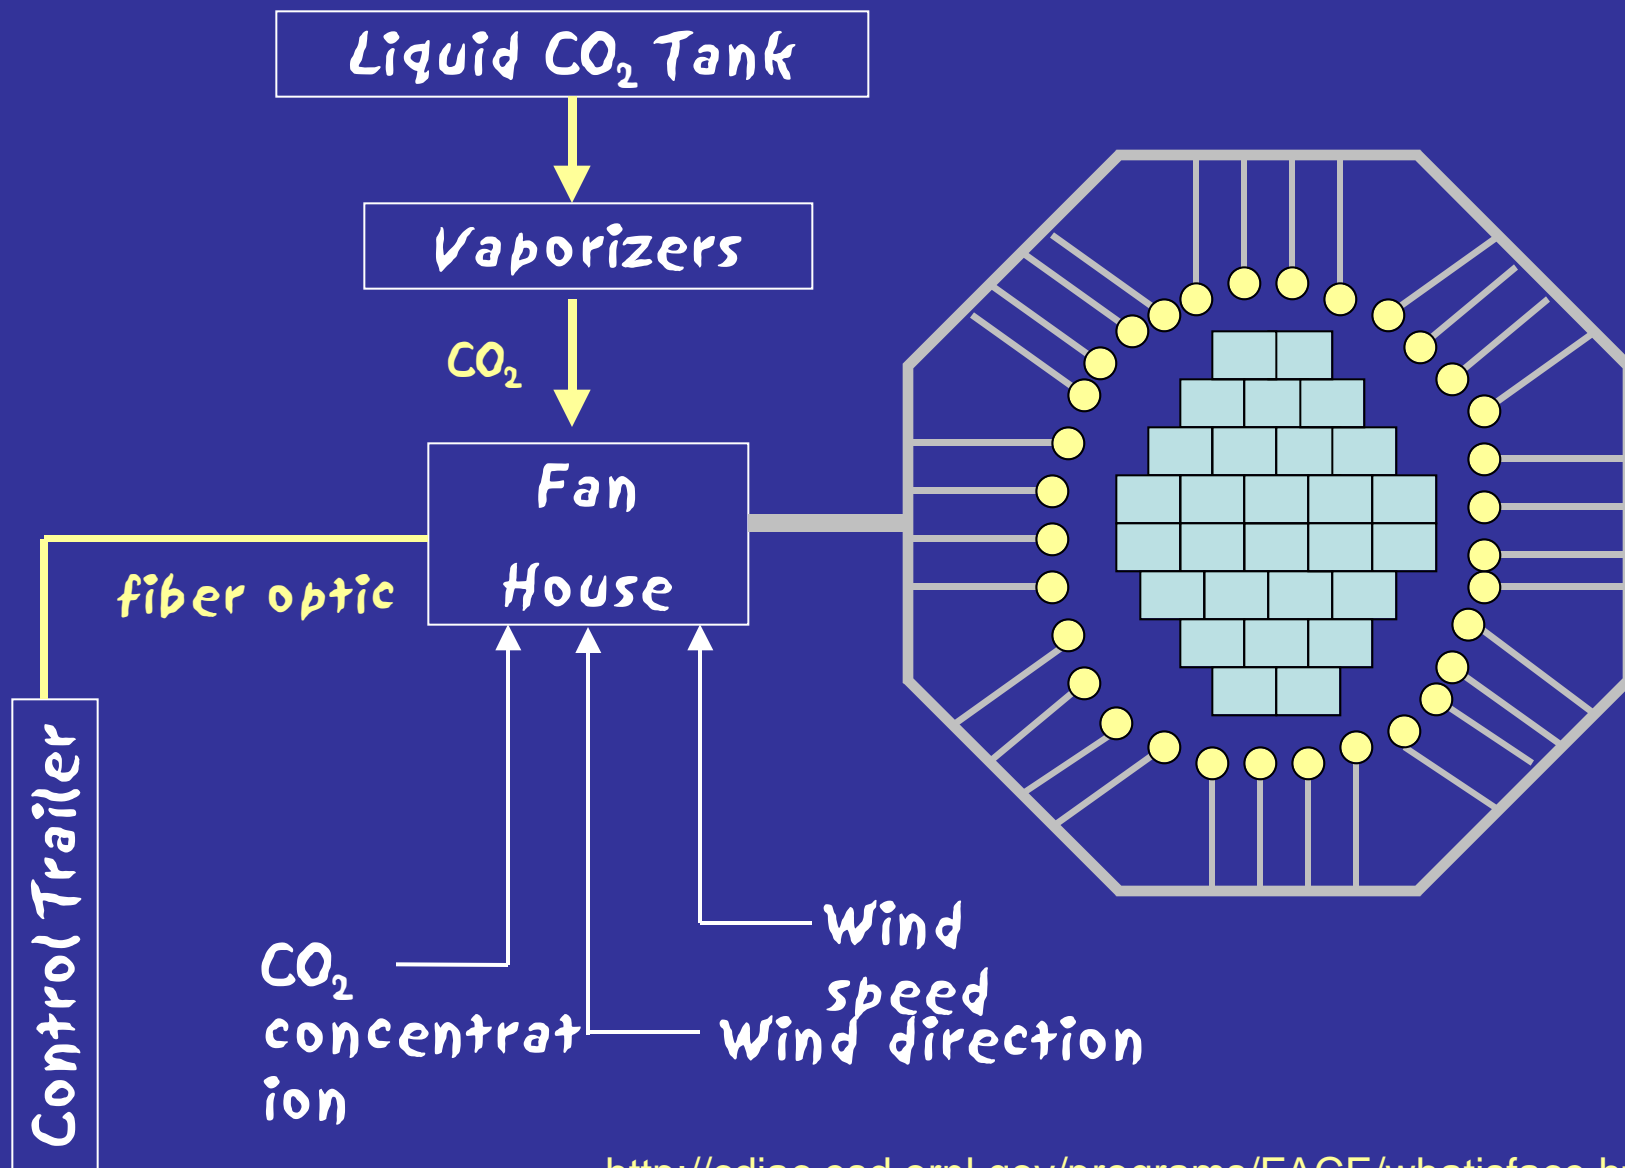 Liquid CO₂ Tank
Vaporizers
CO₂
Fan
House
fiber optic
Control Trailer
Wind
speed
CO₂
concentrat
ion
Wind direction